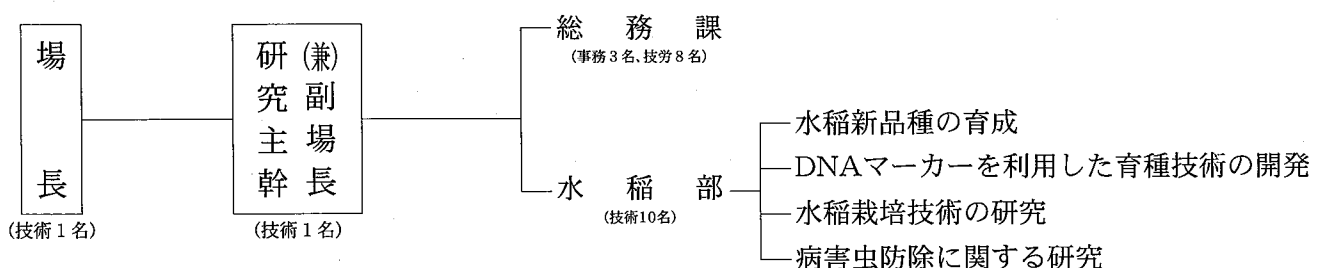 場長
(技術1名)
(兼)副場長
研究主幹
(技術1名)
総務課
(事務3名、技労8名)
水稲部
(技術10名)
水稲新品種の育成
DNAマーカーを利用した育種技術の開発
水稲栽培技術の研究
病害虫防除に関する研究